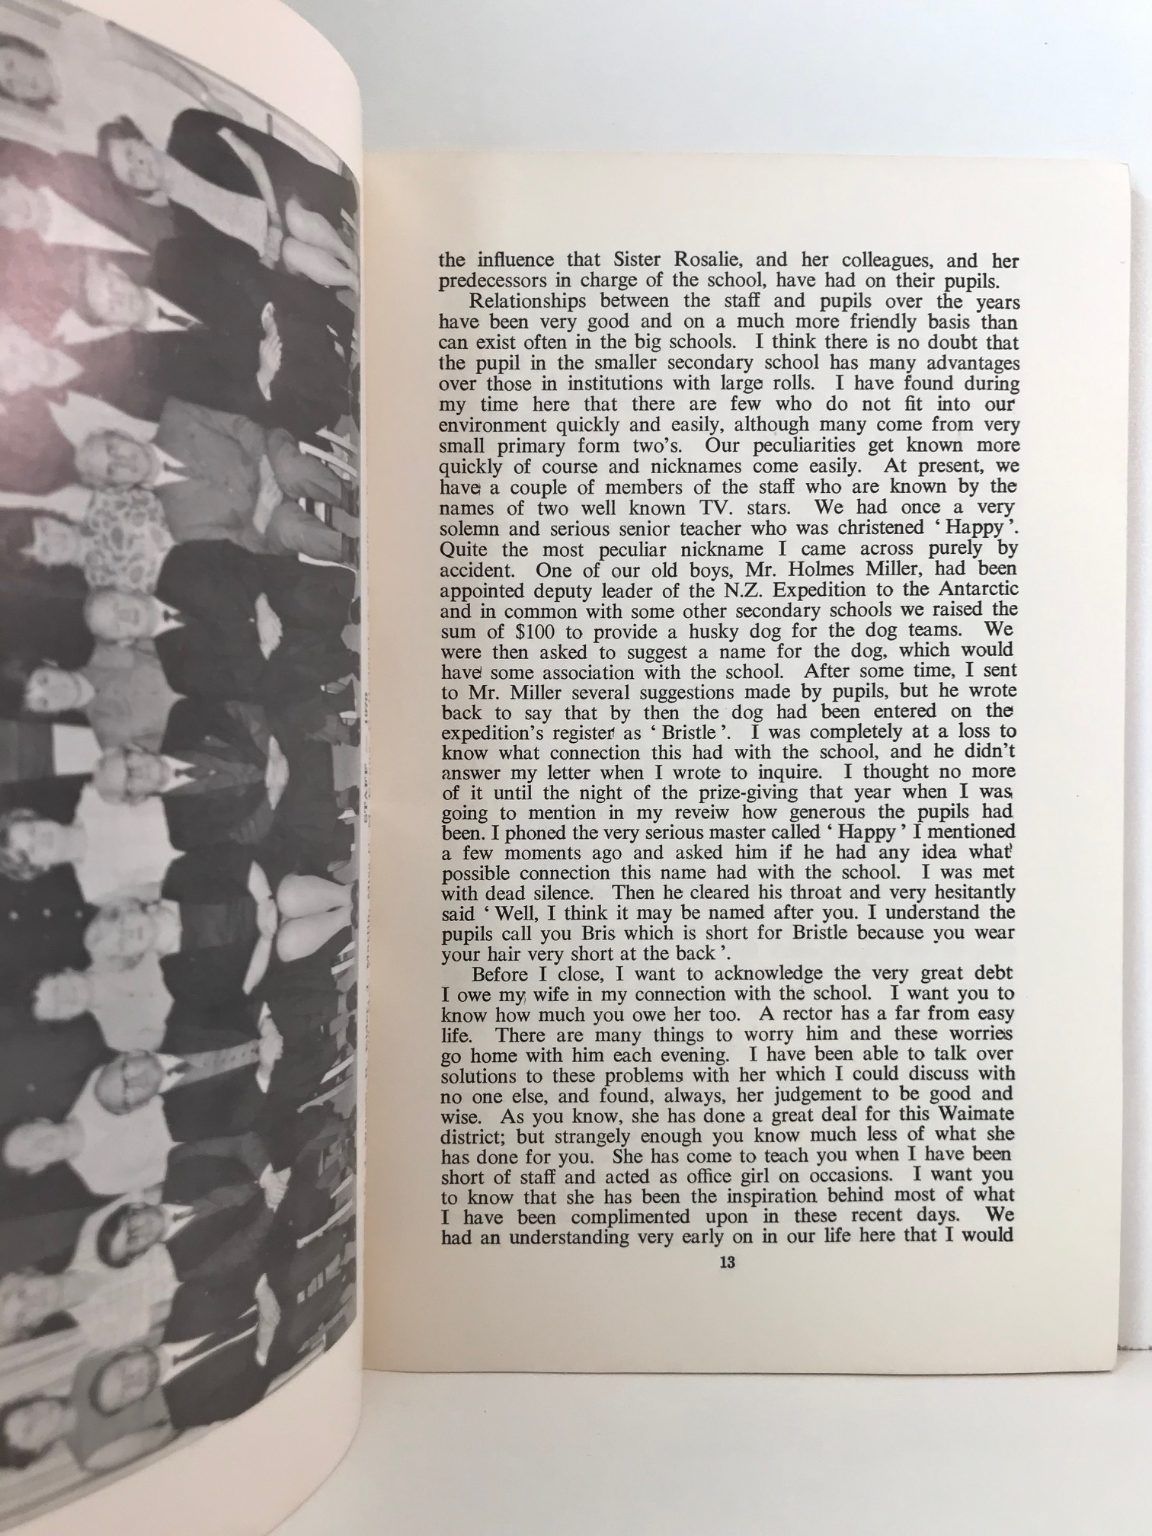 the influence that Sister Rosalie, and her colleagues, and her
predecessors in charge of the school, have had on their pupils.
Relationships between the staff and pupils over the years
have been very good and on a much more friendly basis than
can exist often in the big schools. I think there is no doubt that
the pupil in the smaller secondary school has many advantages
over those in institutions with large rolls. I have found during
my time here that there are few who do not fit into our
environment quickly and easily, although many come from very
small primary form two's. Our peculiarities get known more
quickly of course and nicknames come easily. At present, we
have a couple of members of the staff who are known by the
names of two well known TV. stars. We had once a very
solemn and serious senior teacher who was christened ‘ Happy ’.
Quite the most peculiar nickname I came across purely by
accident. One of our old boys, Mr. Holmes Miller, had been
appointed deputy leader of the N.Z. Expedition to the Antarctic
and in common with some other secondary schools we raised the
sum of $100 to provide a husky dog for the dog teams. We
were then asked to suggest a name for the dog, which would
have some association with the school. After some time, I sent
to Mr. Miller several suggestions made by pupils, but he wrote
back to say that by then the dog had been entered on the
expedition's register as ‘ Bristle ’. I was completely at a loss to
know what connection this had with the school, and he didn't
answer my letter when I wrote to inquire. I thought no more
of it until the night of the prize-giving that year when I was
going to mention in my reveiw how generous the pupils had
been. I phoned the very serious master called ‘ Happy ’ I mentioned
a few moments ago and asked him if he had any idea what
possible connection this name had with the school. I was met
with dead silence. Then he cleared his throat and very hesitantly
said ‘ Well, I think it may be named after you. I understand the
pupils call you Bris which is short for Bristle because you wear
your hair very short at the back ’.
Before I close, I want to acknowledge the very great debt
I owe my wife in my connection with the school. I want you to
know how much you owe her too. A rector has a far from easy
life. There are many things to worry him and these worries
go home with him each evening. I have been able to talk over
solutions to these problems with her which I could discuss with
no one else, and found, always, her judgement to be good and
wise. As you know, she has done a great deal for this Waimate
district; but strangely enough you know much less of what she
has done for you. She has come to teach you when I have been
short of staff and acted as office girl on occasions. I want you
to know that she has been the inspiration behind most of what
I have been complimented upon in these recent days. We
had an understanding very early on in our life here that I would
13